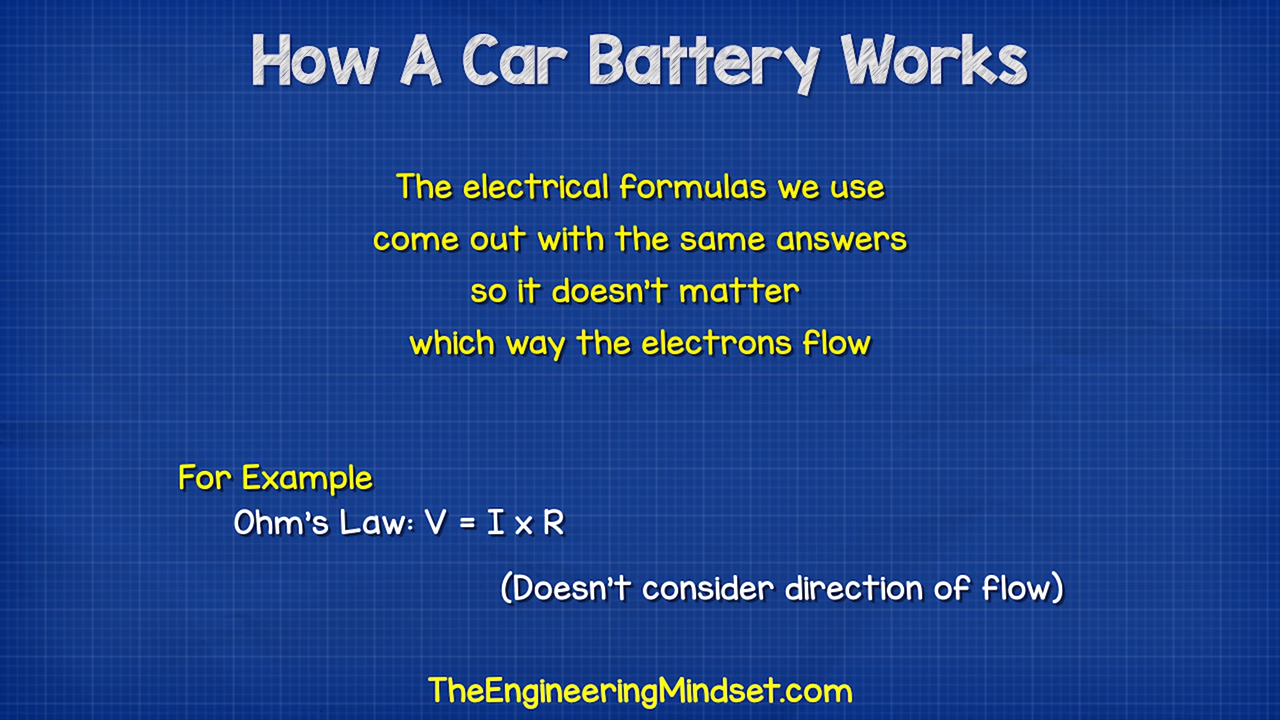 How A Car Battery Works
The electrical formulas we use
come out with the same answers
so it doesn't matter
which way the electrons flow
For Example
Ohm's Law: V = I x R
(Doesn't consider direction of flow)
TheEngineeringMindset.com